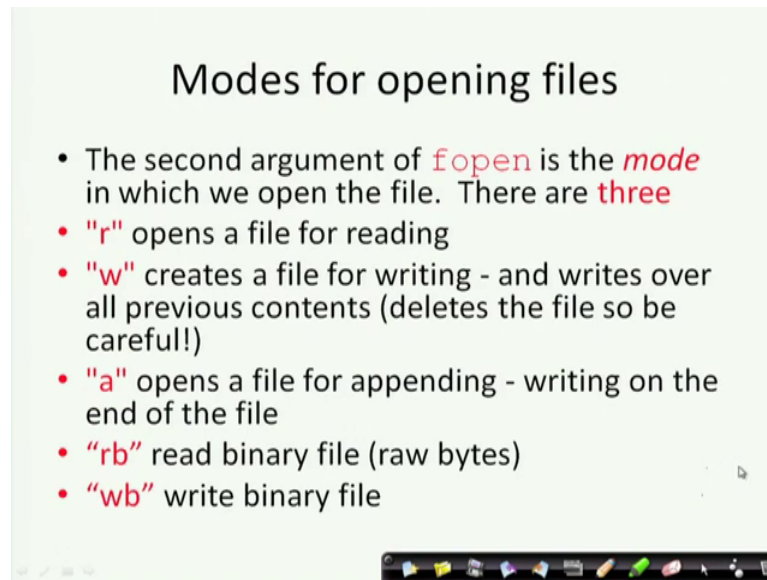 Modes for opening files
• The second argument of fopen is the mode
in which we open the file. There are three
• "r" opens a file for reading
• "w" creates a file for writing - and writes over
all previous contents (deletes the file so be
careful!)
• "a" opens a file for appending - writing on the
end of the file
• “rb” read binary file (raw bytes)
• “wb” write binary file